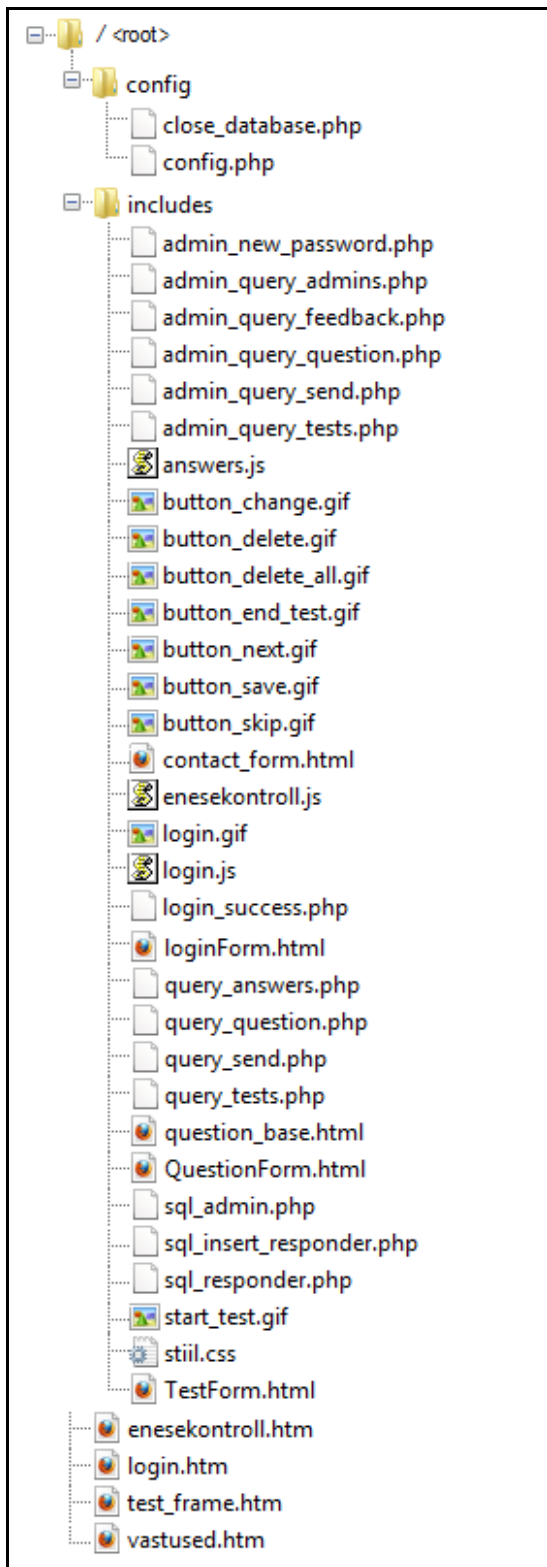 / <root>
config
close_database.php
config.php
includes
admin_new_password.php
admin_query_admins.php
admin_query_feedback.php
admin_query_question.php
admin_query_send.php
admin_query_tests.php
answers.js
button_change.gif
button_delete.gif
button_delete_all.gif
button_end_test.gif
button_next.gif
button_save.gif
button_skip.gif
contact_form.html
enesekontroll.js
login.gif
login.js
login_success.php
loginForm.html
query_answers.php
query_question.php
query_send.php
query_tests.php
question_base.html
QuestionForm.html
sql_admin.php
sql_insert_responder.php
sql_responder.php
start_test.gif
stiil.css
TestForm.html
enesekontroll.htm
login.htm
test_frame.htm
vastused.htm